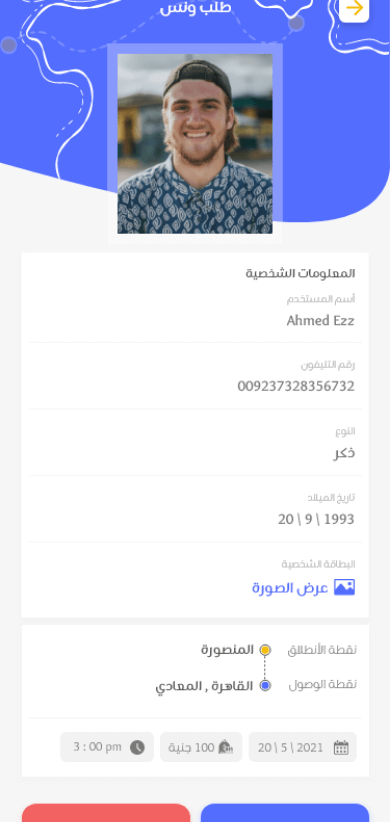 طلب ونس
المعلومات الشخصية
أسم المستخدم
Ahmed Ezz
رقم التليفون
009237328356732
النوع
ذكر
تاريخ الميلاد
20 \ 9 \ 1993
البطاقة الشخصية
عرض الصورة
نقطة الأنطلاق المنصورة
نقطة الوصول القاهرة , المعادي
20 \ 5 \ 2021 100 جنية 3 : 00 pm